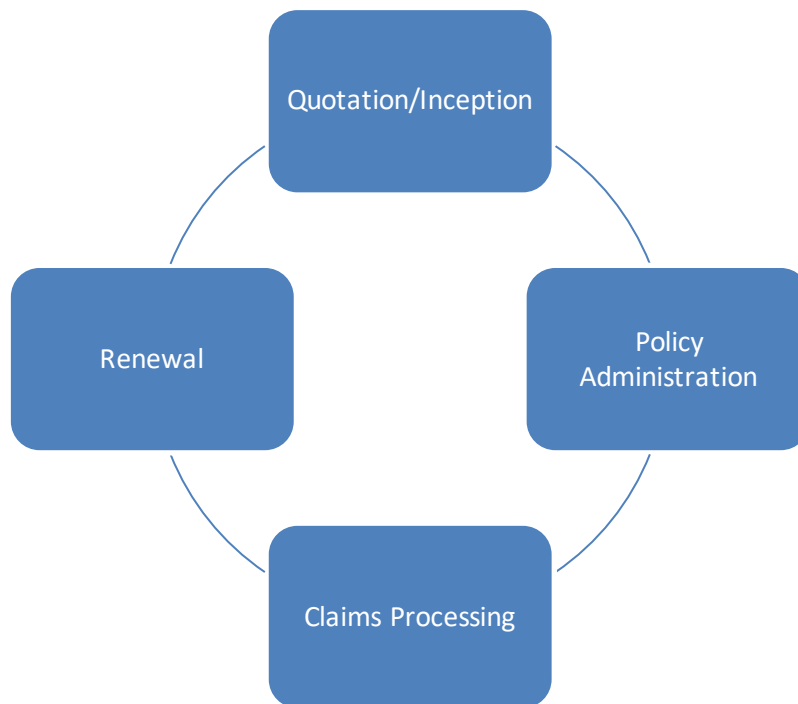 Quotation/Inception
Policy
Administration
Renewal
Claims Processing